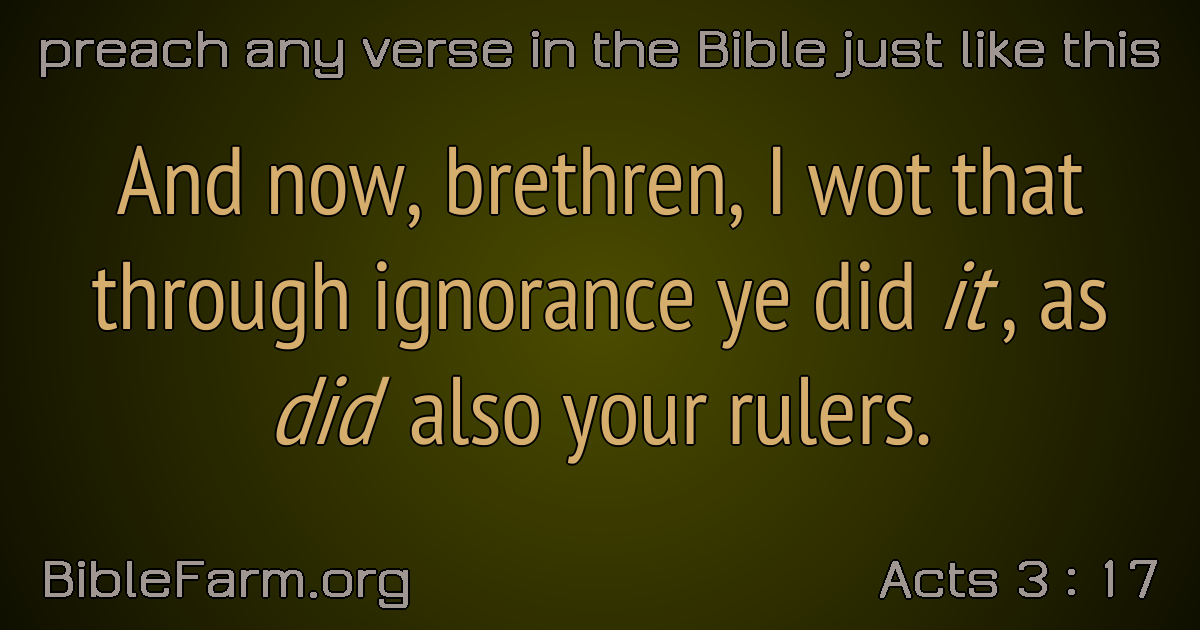 preach any verse in the Bible just like this
And now, brethren, I wot that
through ignorance ye did it, as
did also your rulers.
BibleFarm.org
Acts 3 : 17